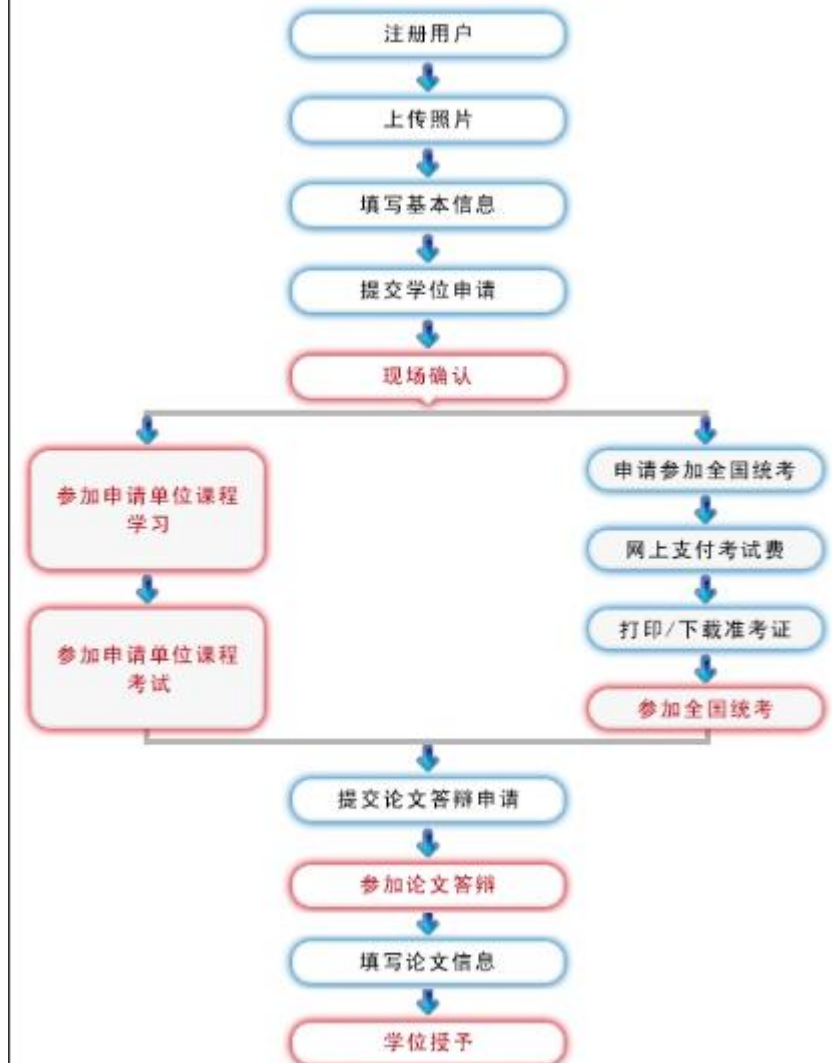 注册用户
上传照片
填写基本信息
提交学位申请
现场确认
参加申请单位课程
学习
参加申请单位课程
考试
申请参加全国统考
网上支付考试费
打印/下载准考证
参加全国统考
提交论文答辩申请
参加论文答辩
填写论文信息
学位授予